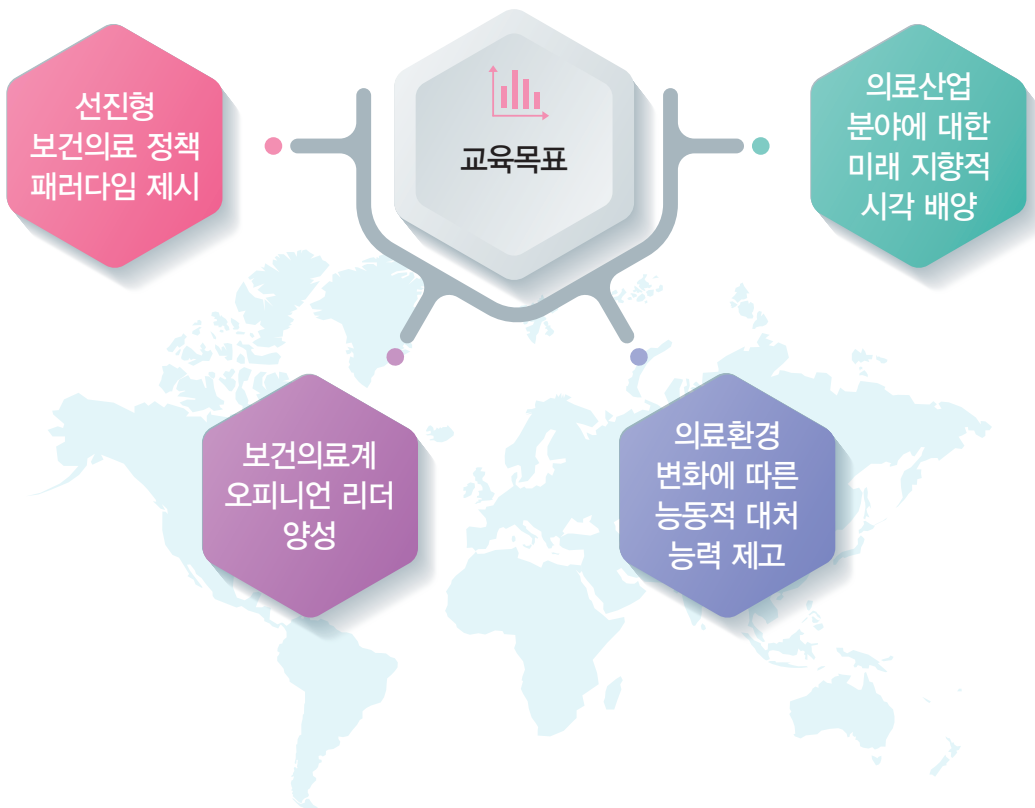 교육목표
선진형
보건의료 정책
패러다임 제시
보건의료계
오피니언 리더
양성
의료환경
변화에 따른
능동적 대처
능력 제고
의료산업
분야에 대한
미래 지향적
시각 배양